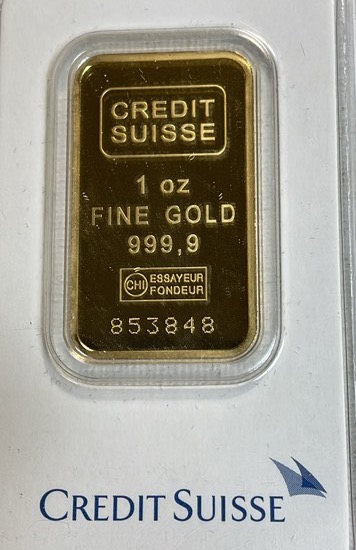 CREDIT
SUISSE
1 oz
FINE GOLD
999,9
CHI ESSAYEUR
FONDEUR
853848
CREDIT SUISSE